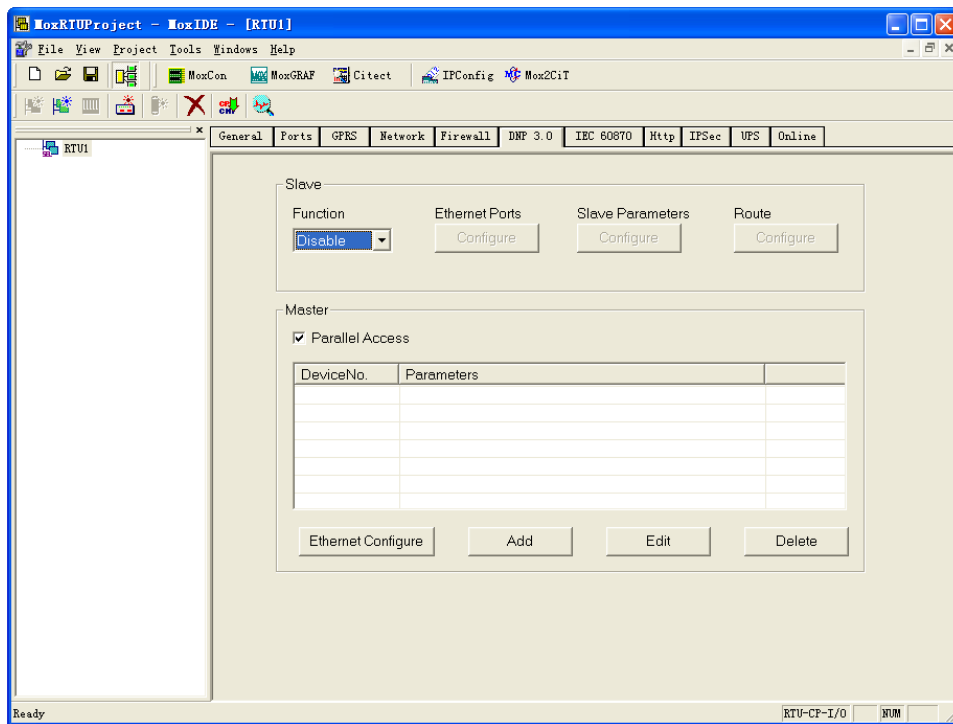 MoxRTUProject - MoxIDE - [RTU1]
File View Project Tools Windows Help
MoxCon MoxGRAF Citect IPConfig Mox2CiT
RTU1
General Ports GPRS Network Firewall DNP 3.0 IEC 60870 Http IPSec UPS Online
Slave
Function Ethernet Ports Slave Parameters Route
Disable Configure Configure Configure
Master
Parallel Access
DeviceNo. Parameters
Ethernet Configure Add Edit Delete
Ready RTU-CP-I/O NUM